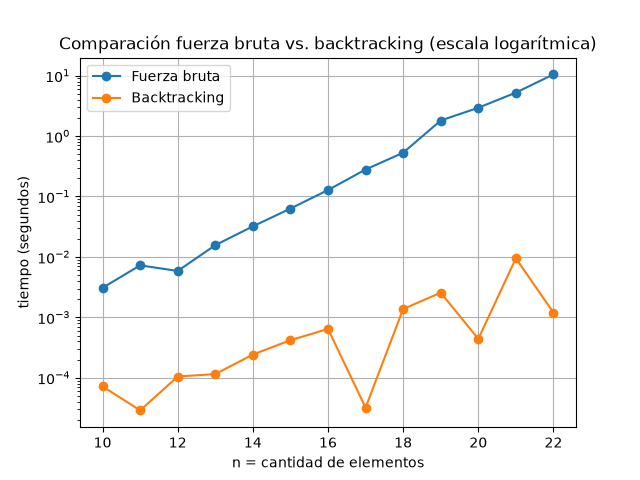 Comparación fuerza bruta vs. backtracking (escala logarítmica)
Fuerza bruta
Backtracking
tiempo (segundos)
10¹
10⁰
10⁻¹
10⁻²
10⁻³
10⁻⁴
10 12 14 16 18 20 22
n = cantidad de elementos